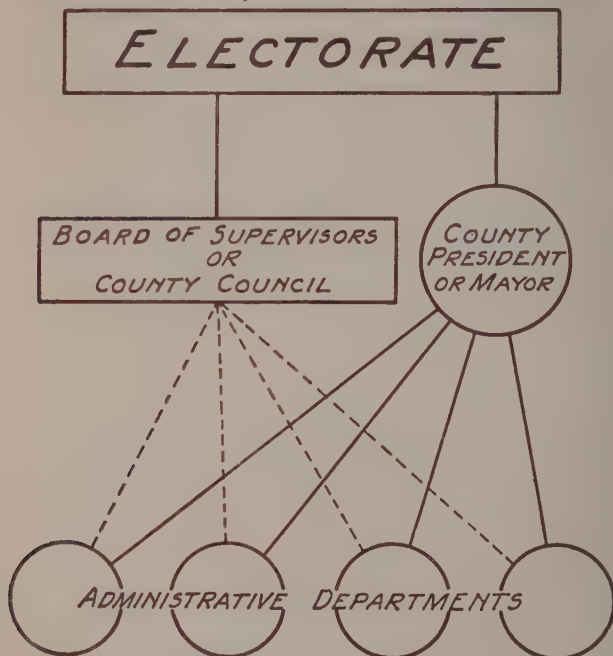 ELECTORATE
BOARD OF SUPERVISORS
OR
COUNTY COUNCIL
COUNTY
PRESIDENT
OR MAYOR
ADMINISTRATIVE DEPARTMENTS